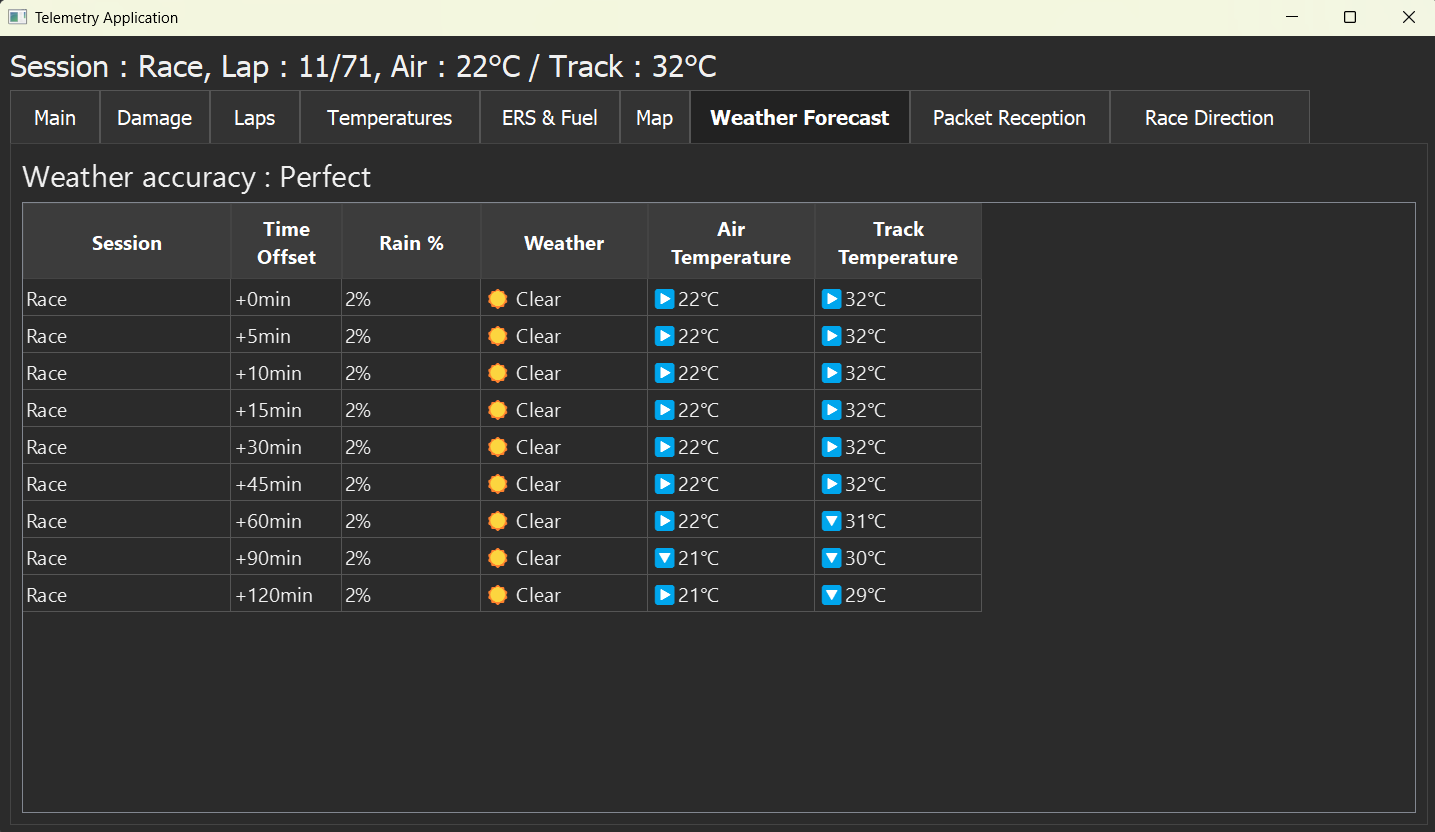 Telemetry Application
Session : Race, Lap : 11/71, Air : 22°C / Track : 32°C
Main Damage Laps Temperatures ERS & Fuel Map Weather Forecast Packet Reception Race Direction
Weather accuracy : Perfect
Session Time Offset Rain % Weather Air Temperature Track Temperature
Race +0min 2% Clear 22°C 32°C
Race +5min 2% Clear 22°C 32°C
Race +10min 2% Clear 22°C 32°C
Race +15min 2% Clear 22°C 32°C
Race +30min 2% Clear 22°C 32°C
Race +45min 2% Clear 22°C 32°C
Race +60min 2% Clear 22°C 31°C
Race +90min 2% Clear 21°C 30°C
Race +120min 2% Clear 21°C 29°C